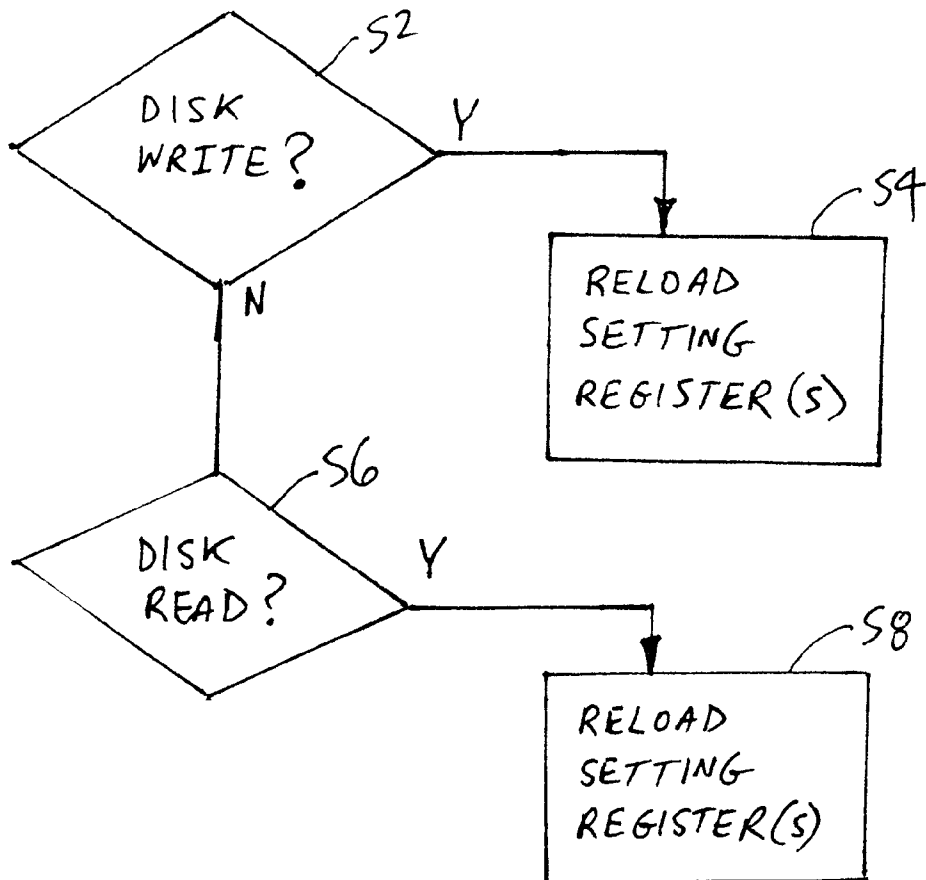 S2
DISK
WRITE?
Y
S4
RELOAD
SETTING
REGISTER(S)
N
S6
DISK
READ?
Y
S8
RELOAD
SETTING
REGISTER(S)